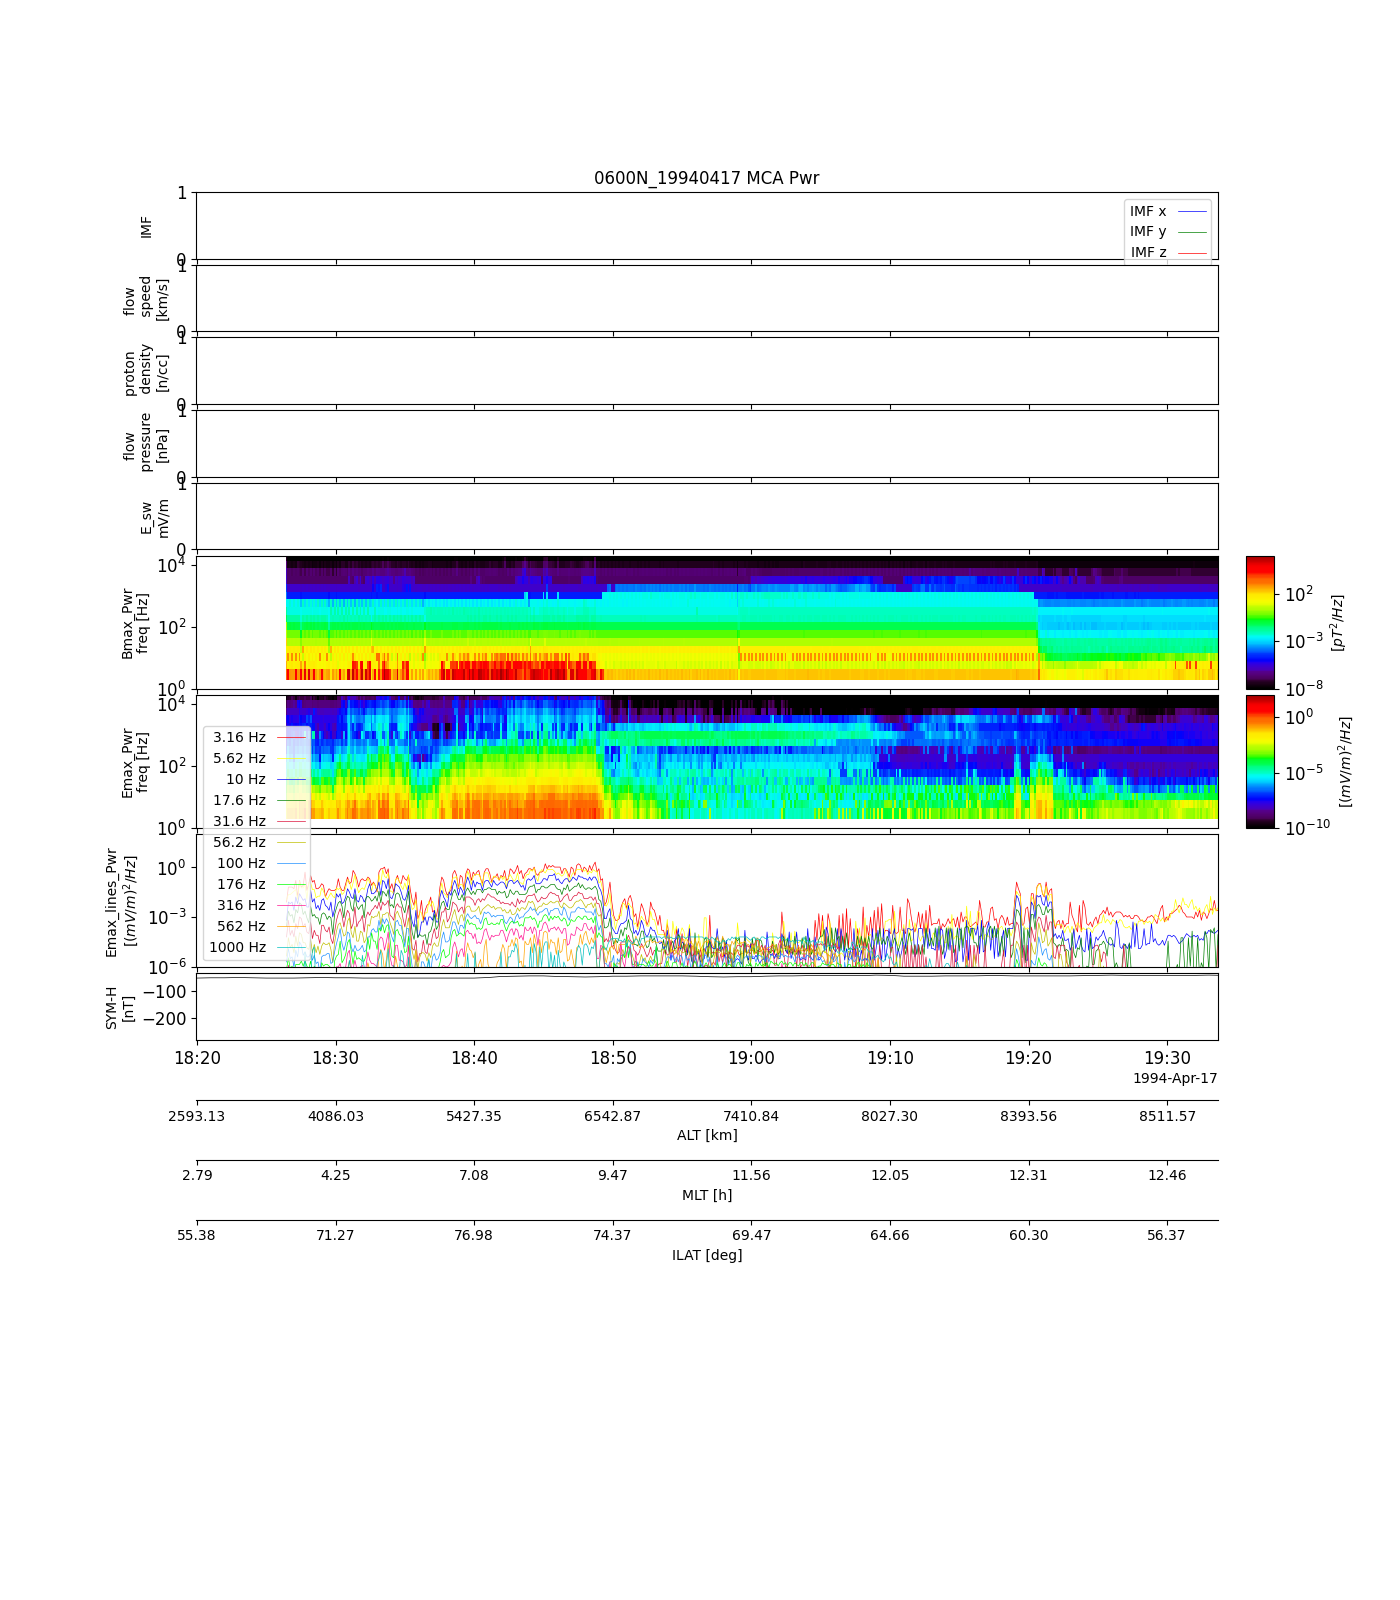 0600N_19940417 MCA Pwr
1
IMF
0
IMF x
IMF y
IMF z
1
flow
speed
[km/s]
0
1
proton
density
[n/cc]
0
1
flow
pressure
[nPa]
0
1
E_sw
mV/m
0
10^4
10^2
10^0
Bmax_Pwr
freq [Hz]
10^2
10^-3
10^-8
[pT^2/Hz]
10^4
10^2
10^0
Emax_Pwr
freq [Hz]
10^0
10^-5
10^-10
[(mV/m)^2/Hz]
3.16 Hz
5.62 Hz
10 Hz
17.6 Hz
31.6 Hz
56.2 Hz
100 Hz
176 Hz
316 Hz
562 Hz
1000 Hz
10^0
10^-3
10^-6
Emax_lines_Pwr
[(mV/m)^2/Hz]
SYM-H
[nT]
−100
−200
18:20 18:30 18:40 18:50 19:00 19:10 19:20 19:30
1994-Apr-17
2593.13 4086.03 5427.35 6542.87 7410.84 8027.30 8393.56 8511.57
ALT [km]
2.79 4.25 7.08 9.47 11.56 12.05 12.31 12.46
MLT [h]
55.38 71.27 76.98 74.37 69.47 64.66 60.30 56.37
ILAT [deg]